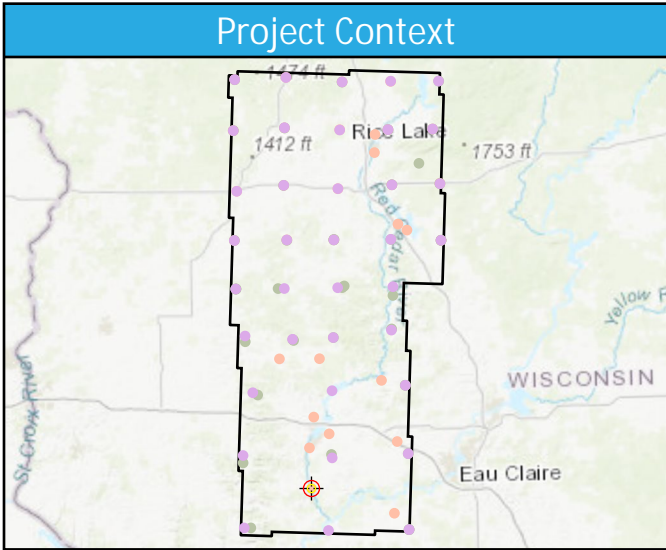 Project Context
1474 ft
Rice Lake
1412 ft
1753 ft
Red Cedar River
Yellow R
St Croix River
WISCONSIN
Eau Claire